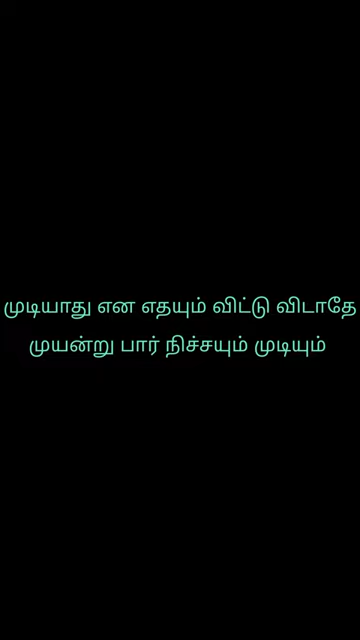 முடியாது என எதயும் விட்டு விடாதே
முயன்று பார் நிச்சயும் முடியும்